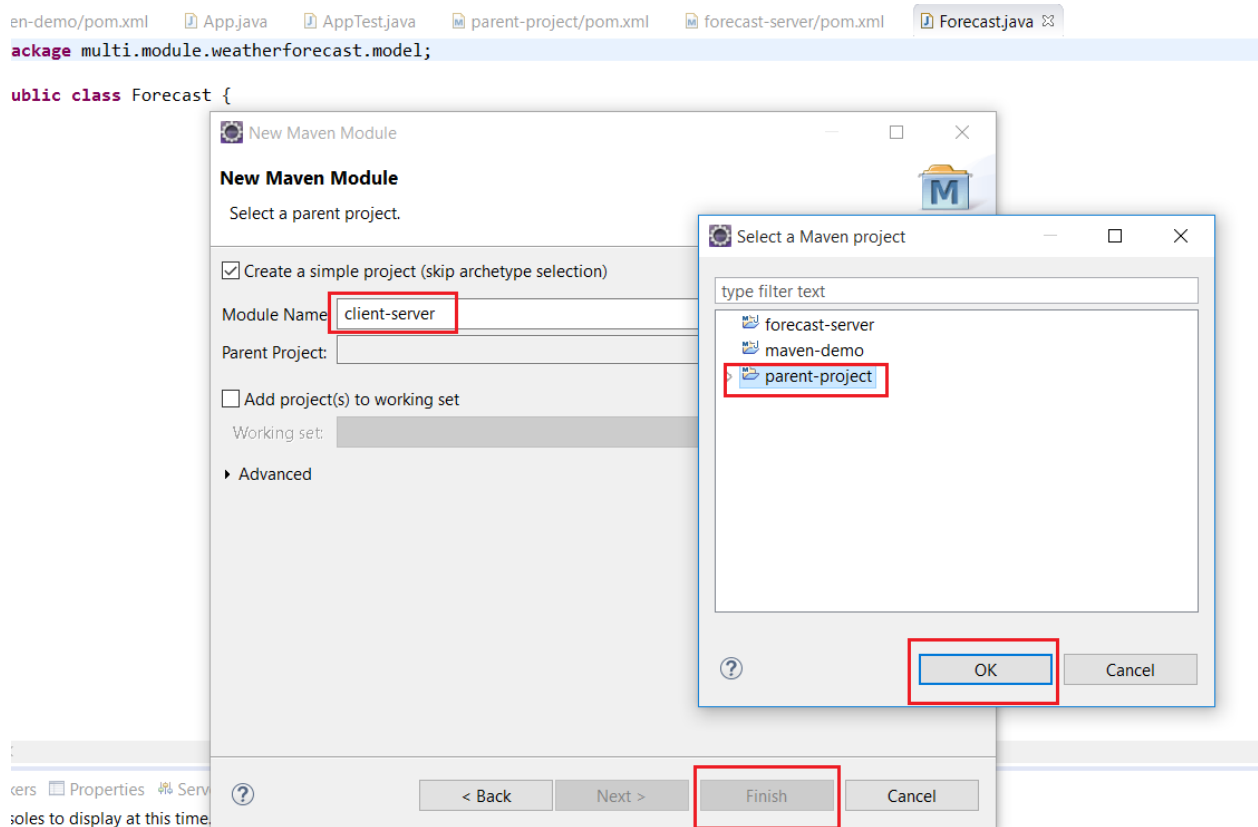 en-demo/pom.xml App.java AppTest.java parent-project/pom.xml forecast-server/pom.xml Forecast.java
ackage multi.module.weatherforecast.model;
ublic class Forecast {
New Maven Module
New Maven Module
Select a parent project.
M
Create a simple project (skip archetype selection)
Module Name
client-server
Parent Project:
Add project(s) to working set
Working set:
Advanced
< Back Next > Finish Cancel
Select a Maven project
type filter text
forecast-server
maven-demo
parent-project
OK Cancel
kers Properties Serv
soles to display at this time.